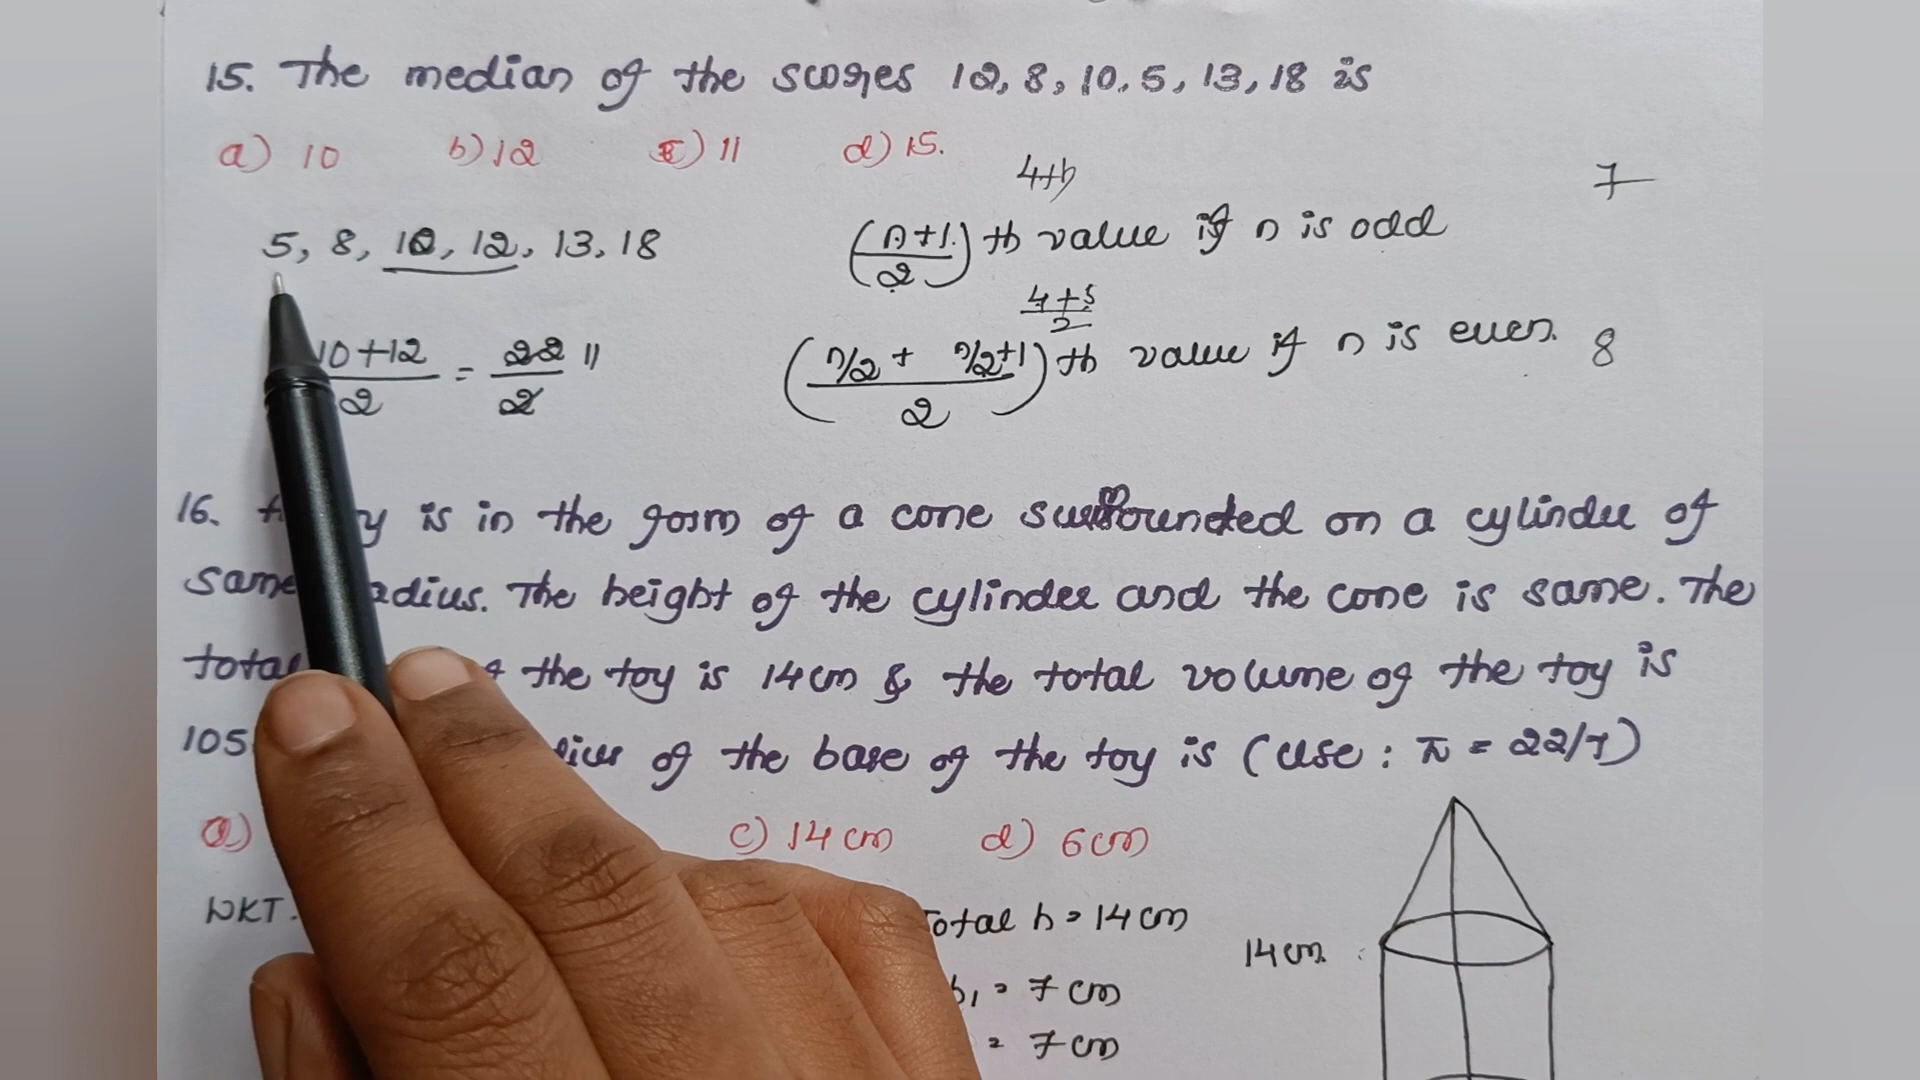 15. The median of the scores 12, 8, 10, 5, 13, 18 is
a) 10 b) 12 c) 11 d) 15.
4th
7
5, 8, 10, 12, 13, 18
(n+1/2)th value if n is odd
4+5/2
10+12/2 = 22/2 11
(n/2 + n/2+1/2)th value if n is even. 8
16. is in the form of a cone on a cylinder of
same radius. The height of the cylinder and the cone is same. The
total the toy is 14cm & the total volume of the toy is
105 of the base of the toy is (Use: π = 22/7)
a) c) 14cm d) 6cm
WKT.
Total h = 14cm
14cm.
h₁ = 7cm
= 7cm